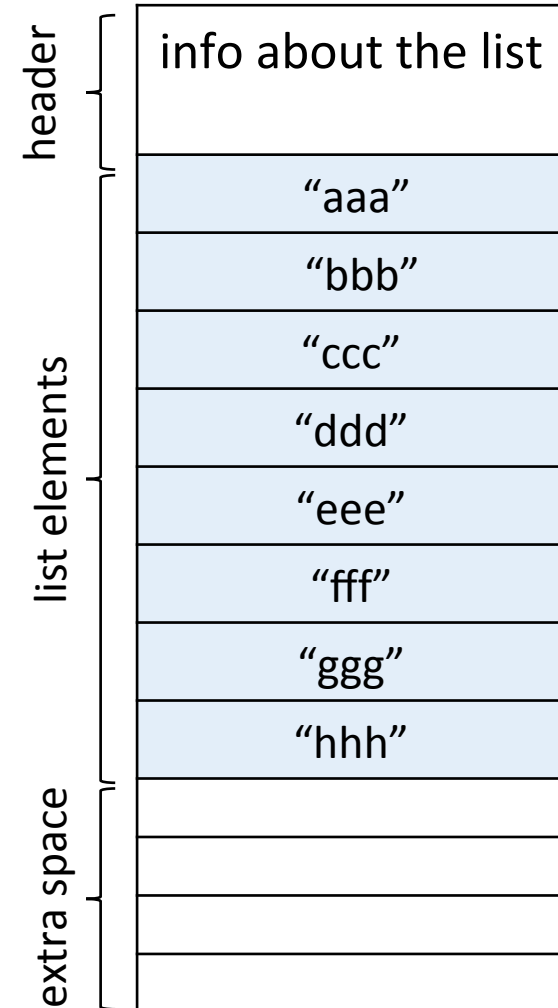 header
info about the list
list elements
“aaa”
“bbb”
“ccc”
“ddd”
“eee”
“fff”
“ggg”
“hhh”
extra space